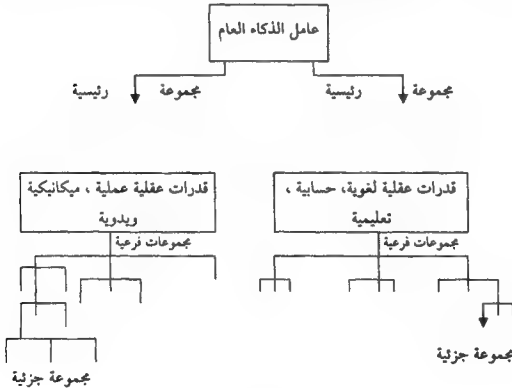 عامل الذكاء العام
مجموعة رئيسية
مجموعة رئيسية
قدرات عقلية لغوية، حسابية ،
تعليمية
قدرات عقلية عملية ، ميكانيكية
ويدوية
مجموعات فرعية
مجموعات فرعية
مجموعة جزئية
مجموعة جزئية